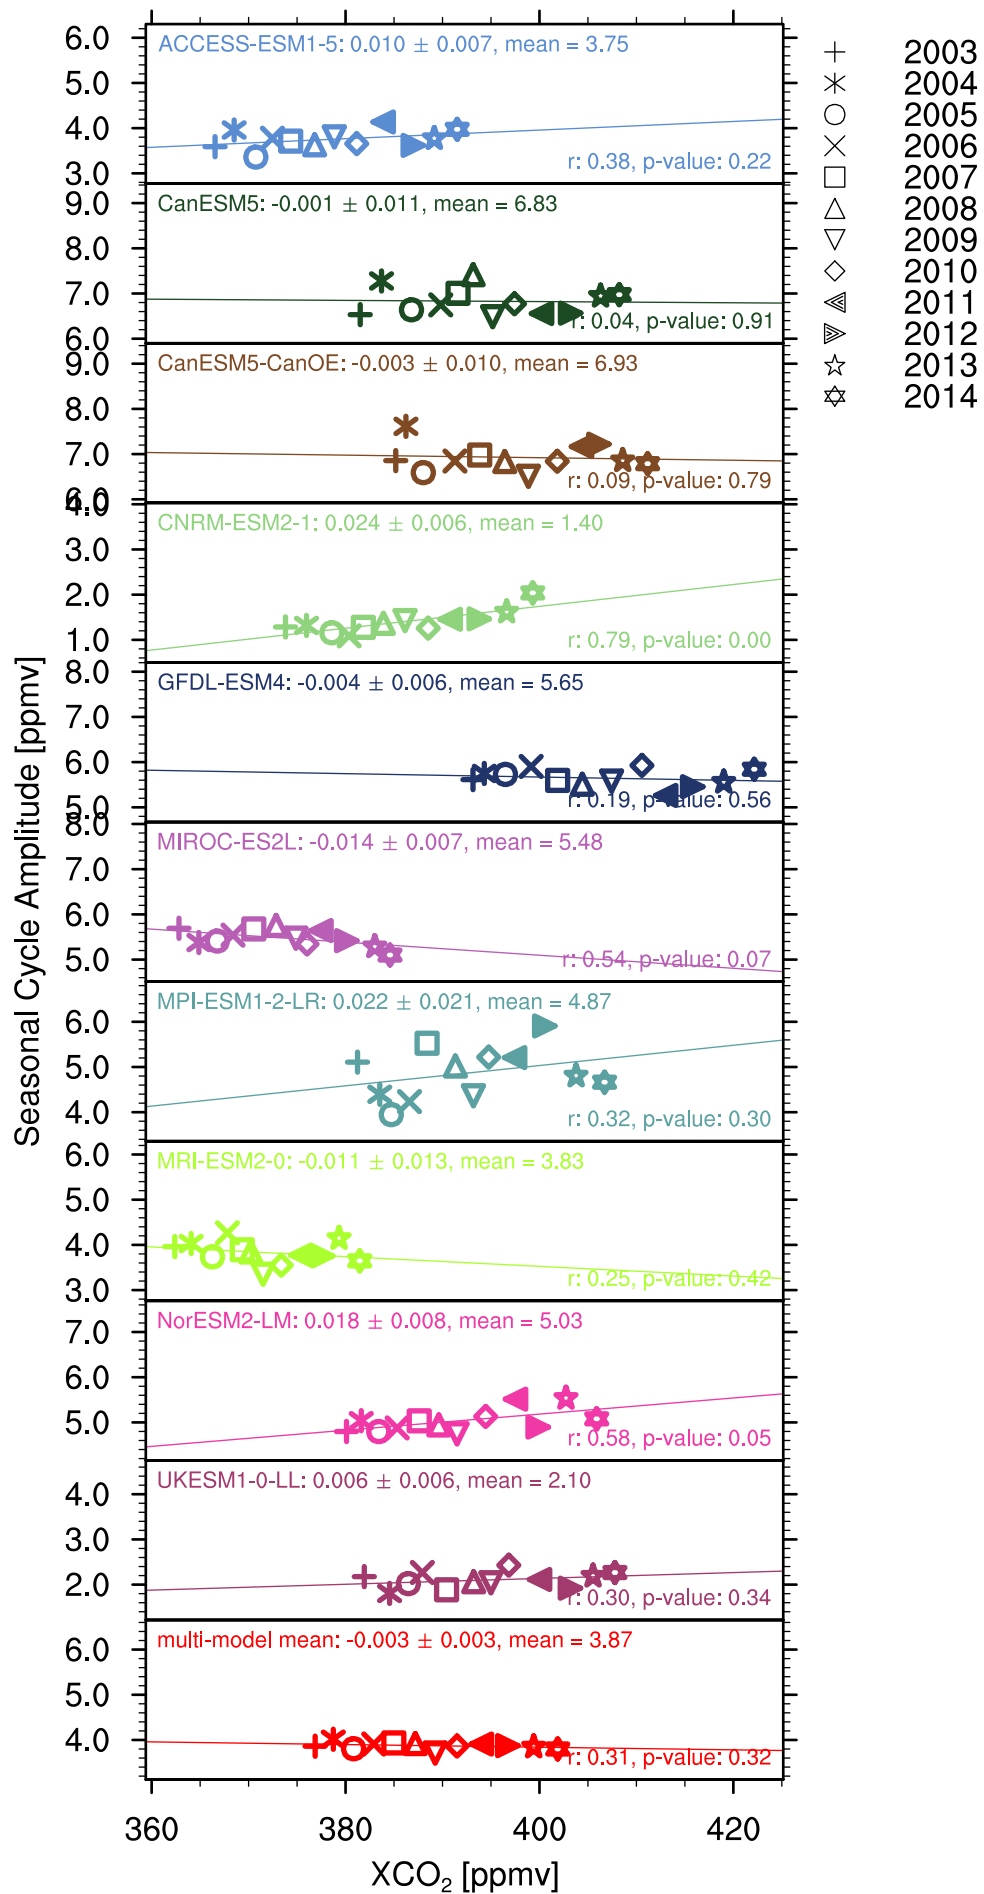 6.0
ACCESS-ESM1-5: 0.010 ± 0.007, mean = 3.75
5.0
4.0
3.0
r: 0.38, p-value: 0.22
2003
2004
2005
2006
2007
2008
2009
2010
2011
2012
2013
2014
9.0
CanESM5: -0.001 ± 0.011, mean = 6.83
8.0
7.0
6.0
r: 0.04, p-value: 0.91
9.0
CanESM5-CanOE: -0.003 ± 0.010, mean = 6.93
8.0
7.0
6.0
r: 0.09, p-value: 0.79
4.0
CNRM-ESM2-1: 0.024 ± 0.006, mean = 1.40
3.0
2.0
1.0
r: 0.79, p-value: 0.00
8.0
GFDL-ESM4: -0.004 ± 0.006, mean = 5.65
7.0
6.0
5.0
r: 0.19, p-value: 0.56
8.0
MIROC-ES2L: -0.014 ± 0.007, mean = 5.48
7.0
6.0
5.0
r: 0.54, p-value: 0.07
MPI-ESM1-2-LR: 0.022 ± 0.021, mean = 4.87
6.0
5.0
4.0
r: 0.32, p-value: 0.30
6.0
MRI-ESM2-0: -0.011 ± 0.013, mean = 3.83
5.0
4.0
3.0
r: 0.25, p-value: 0.42
NorESM2-LM: 0.018 ± 0.008, mean = 5.03
7.0
6.0
5.0
r: 0.58, p-value: 0.05
UKESM1-0-LL: 0.006 ± 0.006, mean = 2.10
4.0
3.0
2.0
r: 0.30, p-value: 0.34
multi-model mean: -0.003 ± 0.003, mean = 3.87
6.0
5.0
4.0
r: 0.31, p-value: 0.32
Seasonal Cycle Amplitude [ppmv]
360 380 400 420
XCO₂ [ppmv]